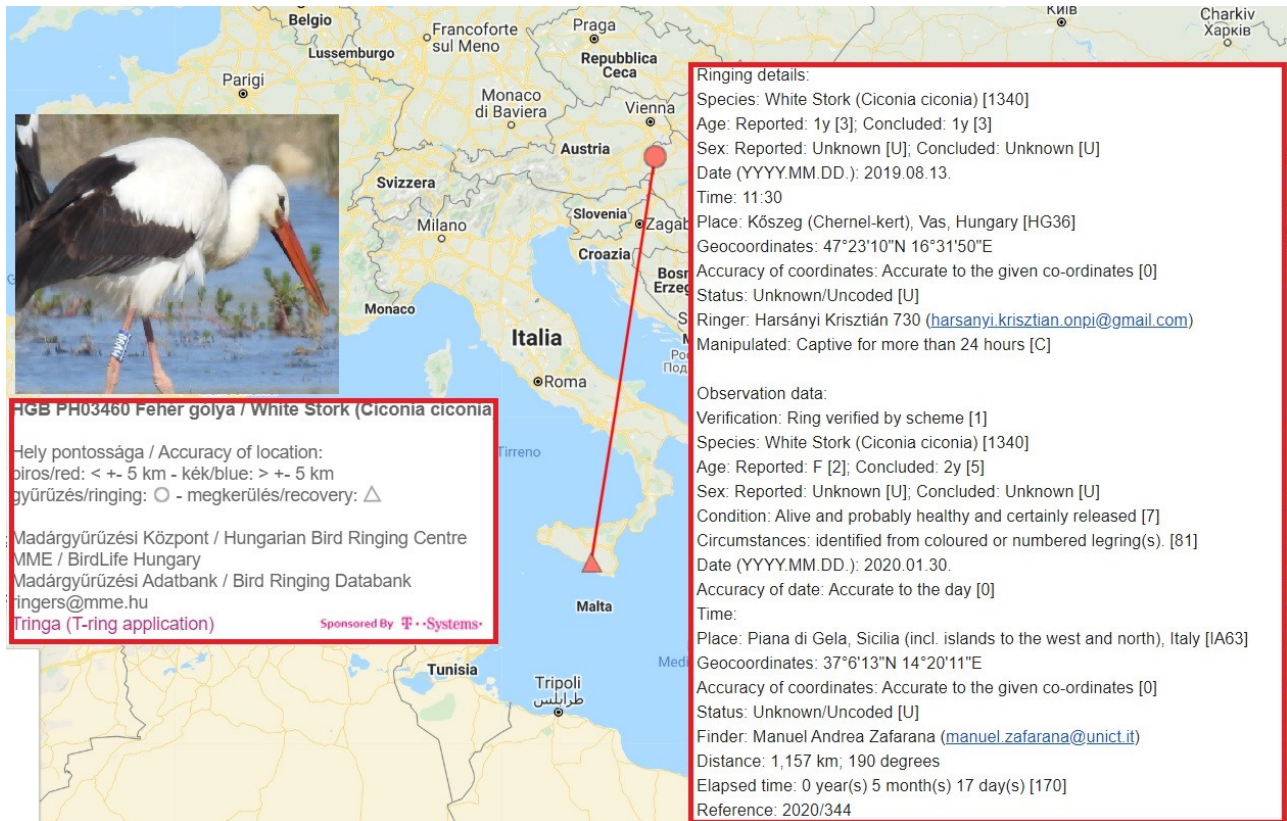 Belgio
Lussemburgo
Francoforte
sul Meno
Praga
Repubblica
Ceca
Київ
Charkiv
Харків
Parigi
Monaco
di Baviera
Vienna
Austria
Svizzera
Slovenia
Zagab
Milano
Croazia
Bosn
Erzeg
Monaco
Italia
Roma
Tirreno
Malta
Tunisia
Tripoli
طرابلس
HV90
HGB PH03460 Fehér gólya / White Stork (Ciconia ciconia
Hely pontossága / Accuracy of location:
piros/red: < +- 5 km - kék/blue: > +- 5 km
gyűrűzés/ringing: ○ - megkerülés/recovery: △
Madárgyűrűzési Központ / Hungarian Bird Ringing Centre
MME / BirdLife Hungary
Madárgyűrűzési Adatbank / Bird Ringing Databank
ringers@mme.hu
Tringa (T-ring application)
Sponsored By T··Systems·
Ringing details:
Species: White Stork (Ciconia ciconia) [1340]
Age: Reported: 1y [3]; Concluded: 1y [3]
Sex: Reported: Unknown [U]; Concluded: Unknown [U]
Date (YYYY.MM.DD.): 2019.08.13.
Time: 11:30
Place: Kőszeg (Chernel-kert), Vas, Hungary [HG36]
Geocoordinates: 47°23'10"N 16°31'50"E
Accuracy of coordinates: Accurate to the given co-ordinates [0]
Status: Unknown/Uncoded [U]
Ringer: Harsányi Krisztián 730 (harsanyi.krisztian.onpi@gmail.com)
Manipulated: Captive for more than 24 hours [C]
Observation data:
Verification: Ring verified by scheme [1]
Species: White Stork (Ciconia ciconia) [1340]
Age: Reported: F [2]; Concluded: 2y [5]
Sex: Reported: Unknown [U]; Concluded: Unknown [U]
Condition: Alive and probably healthy and certainly released [7]
Circumstances: identified from coloured or numbered legring(s). [81]
Date (YYYY.MM.DD.): 2020.01.30.
Accuracy of date: Accurate to the day [0]
Time:
Place: Piana di Gela, Sicilia (incl. islands to the west and north), Italy [IA63]
Geocoordinates: 37°6'13"N 14°20'11"E
Accuracy of coordinates: Accurate to the given co-ordinates [0]
Status: Unknown/Uncoded [U]
Finder: Manuel Andrea Zafarana (manuel.zafarana@unict.it)
Distance: 1,157 km; 190 degrees
Elapsed time: 0 year(s) 5 month(s) 17 day(s) [170]
Reference: 2020/344